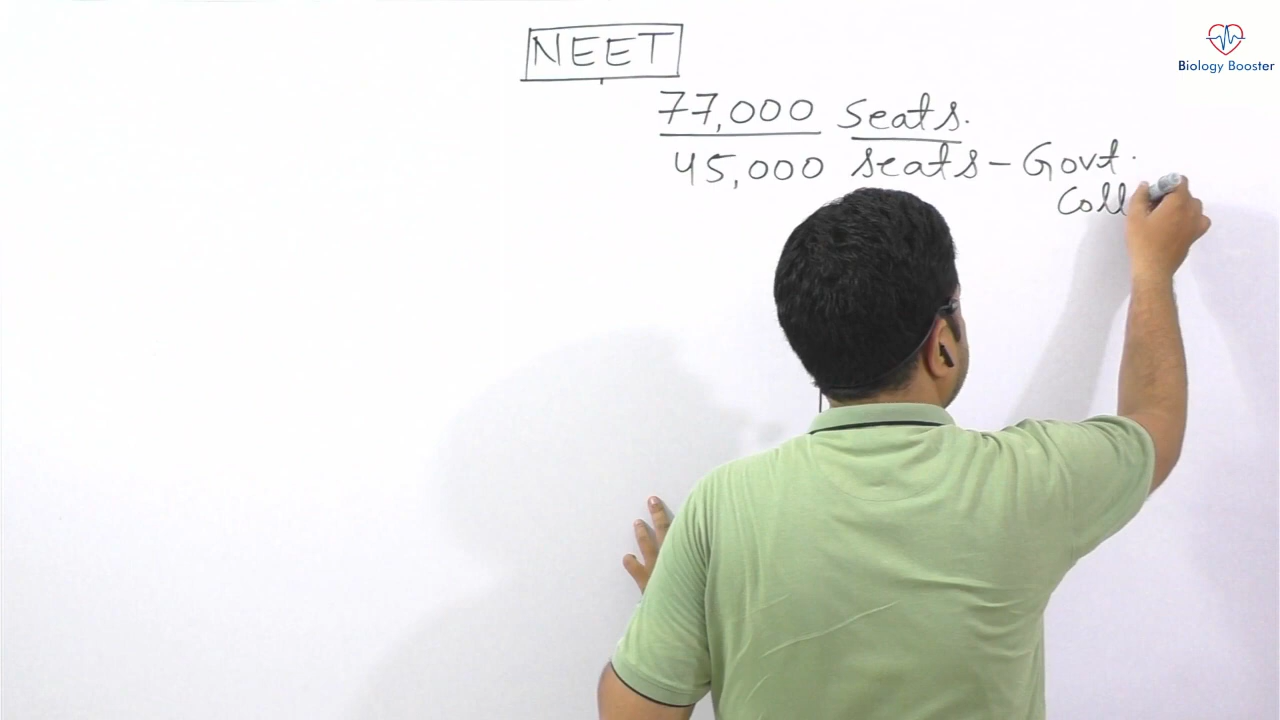 NEET
Biology Booster
77,000 seats.
45,000 seats - Govt.
Coll